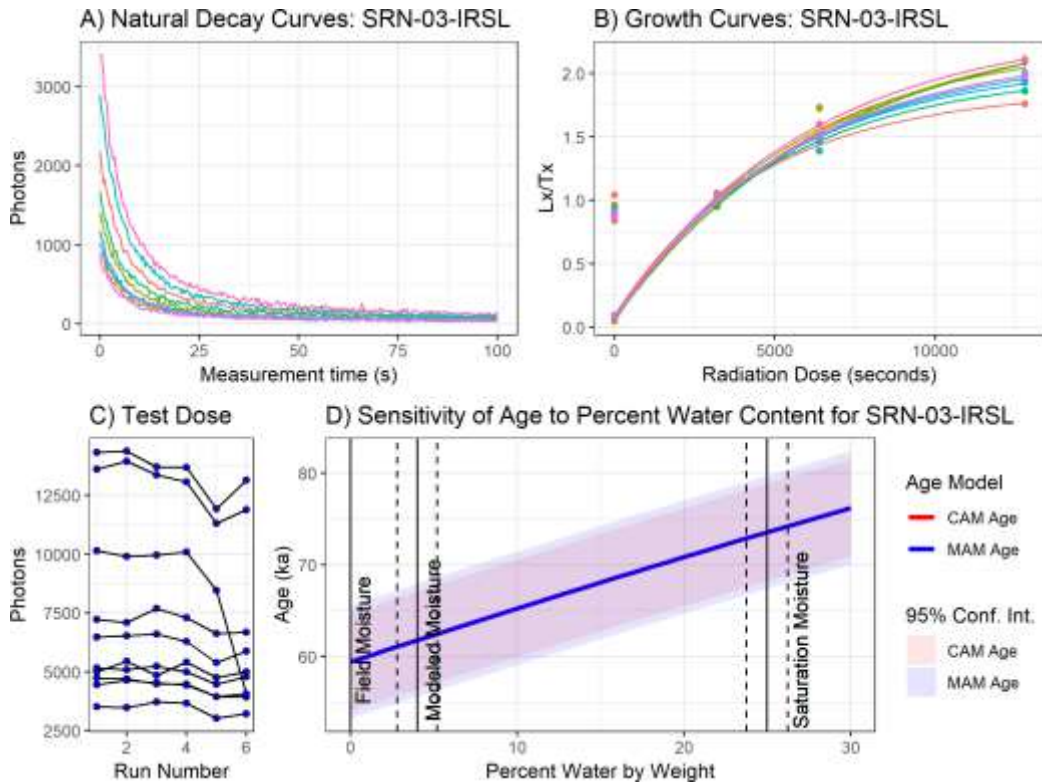 A) Natural Decay Curves: SRN-03-IRSL
3000
2000
1000
0
Photons
0 25 50 75 100
Measurement time (s)
B) Growth Curves: SRN-03-IRSL
2.0
1.5
1.0
0.5
0.0
Lx/Tx
0 5000 10000
Radiation Dose (seconds)
C) Test Dose
12500
10000
7500
5000
2500
Photons
2 4 6
Run Number
D) Sensitivity of Age to Percent Water Content for SRN-03-IRSL
80
70
60
Age (ka)
Field Moisture
Modeled Moisture
Saturation Moisture
0 10 20 30
Percent Water by Weight
Age Model
CAM Age
MAM Age
95% Conf. Int.
CAM Age
MAM Age